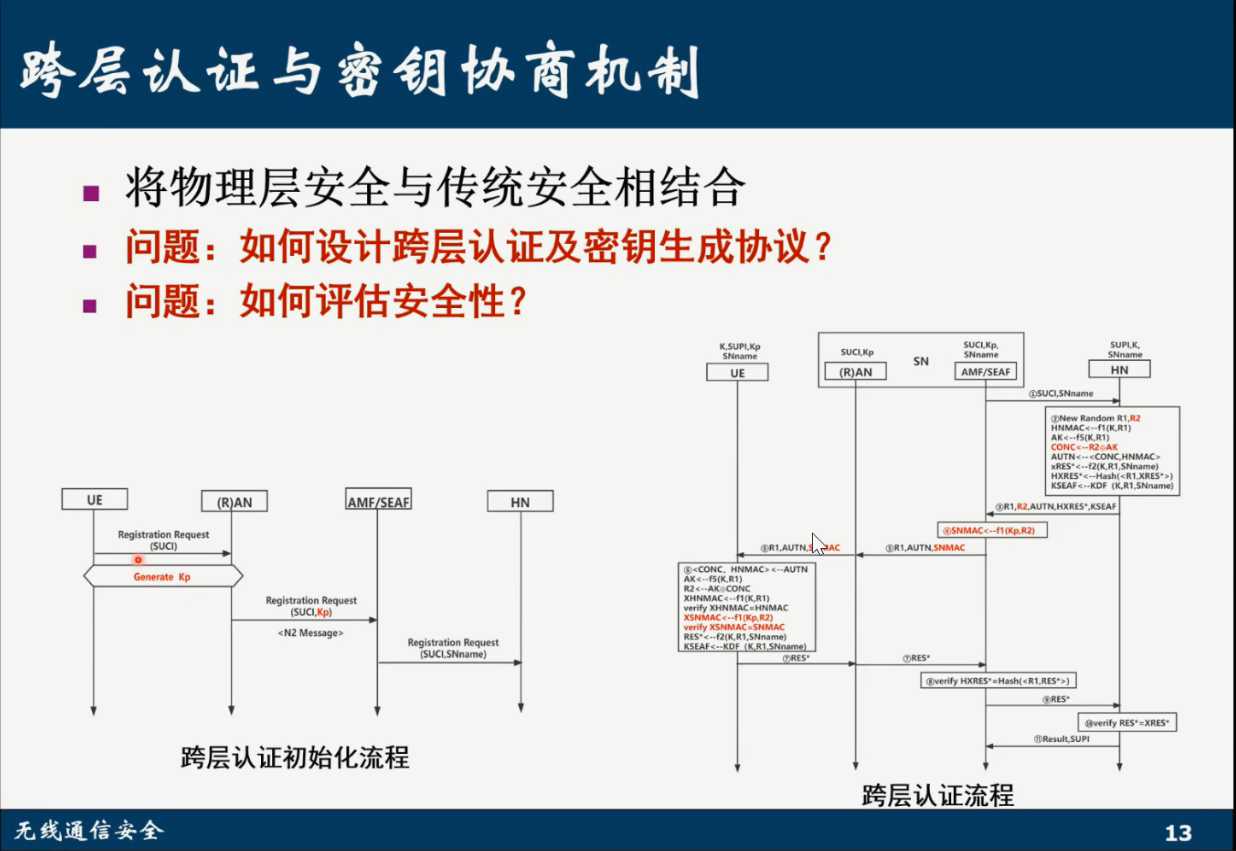 跨层认证与密钥协商机制
将物理层安全与传统安全相结合
问题：如何设计跨层认证及密钥生成协议？
问题：如何评估安全性？
UE
(R)AN
AMF/SEAF
HN
Registration Request
(SUCI)
Generate Kp
Registration Request
(SUCI,Kp)
<N2 Message>
Registration Request
(SUCI,SNname)
跨层认证初始化流程
K,SUPI,Kp
SNname
UE
SUCI,Kp
(R)AN
SN
SUCI,Kp,
SNname
AMF/SEAF
SUPI,K,
SNname
HN
①SUCI,SNname
②New Random R1,R2
HNMAC<--f1(K,R1)
AK<--f5(K,R1)
CONC<--R2⊕AK
AUTN<--<CONC,HNMAC>
xRES*<--f2(K,R1,SNname)
HXRES*<--Hash(<R1,XRES*>)
KSEAF<--KDF (K,R1,SNname)
③R1,R2,AUTN,HXRES*,KSEAF
④SNMAC<--f1(Kp,R2)
⑤R1,AUTN,SNMAC
⑤R1,AUTN,
⑥<CONC, HNMAC> <--AUTN
AK<--f5(K,R1)
R2<--AK⊕CONC
XHNMAC<--f1(K,R1)
verify XHNMAC=HNMAC
XSNMAC<--f1(Kp,R2)
verify XSNMAC=SNMAC
RES*<--f2(K,R1,SNname)
KSEAF<--KDF (K,R1,SNname)
⑦RES*
⑦RES*
⑧verify HXRES*=Hash(<R1,RES*>)
⑨RES*
⑩verify RES*=XRES*
⑪Result,SUPI
跨层认证流程
无线通信安全
13